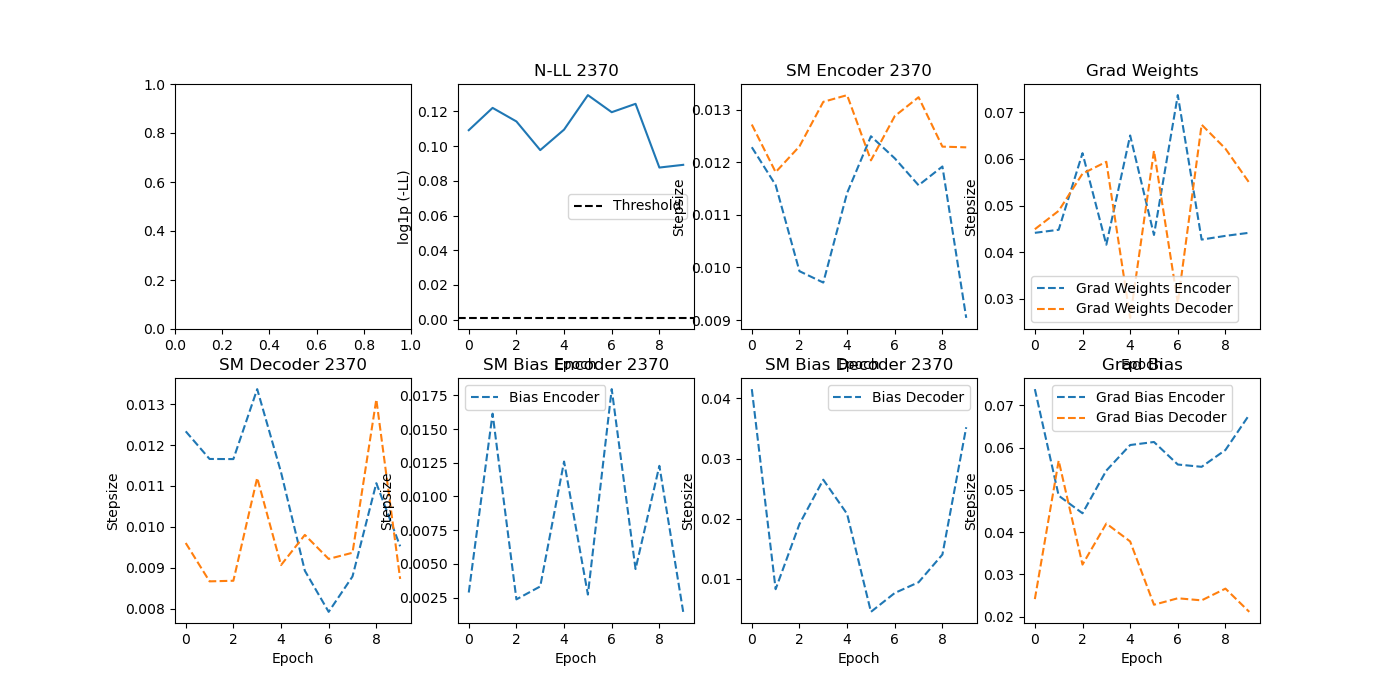 N-LL 2370
SM Encoder 2370
Grad Weights
1.0
0.8
0.6
0.4
0.2
0.0
0.0 0.2 0.4 0.6 0.8 1.0
log1p (-LL)
0.12
0.10
0.08
0.06
0.04
0.02
0.00
Threshold
0 2 4 6 8
Epoch
Stepsize
0.013
0.012
0.011
0.010
0.009
0 2 4 6 8
Epoch
Stepsize
0.07
0.06
0.05
0.04
0.03
Grad Weights Encoder
Grad Weights Decoder
0 2 4 6 8
Epoch
SM Decoder 2370
SM Bias Encoder 2370
SM Bias Decoder 2370
Grad Bias
Stepsize
0.013
0.012
0.011
0.010
0.009
0.008
0 2 4 6 8
Epoch
Stepsize
0.0175
0.0150
0.0125
0.0100
0.0075
0.0050
0.0025
Bias Encoder
0 2 4 6 8
Epoch
Stepsize
0.04
0.03
0.02
0.01
Bias Decoder
0 2 4 6 8
Epoch
Stepsize
0.07
0.06
0.05
0.04
0.03
0.02
Grad Bias Encoder
Grad Bias Decoder
0 2 4 6 8
Epoch